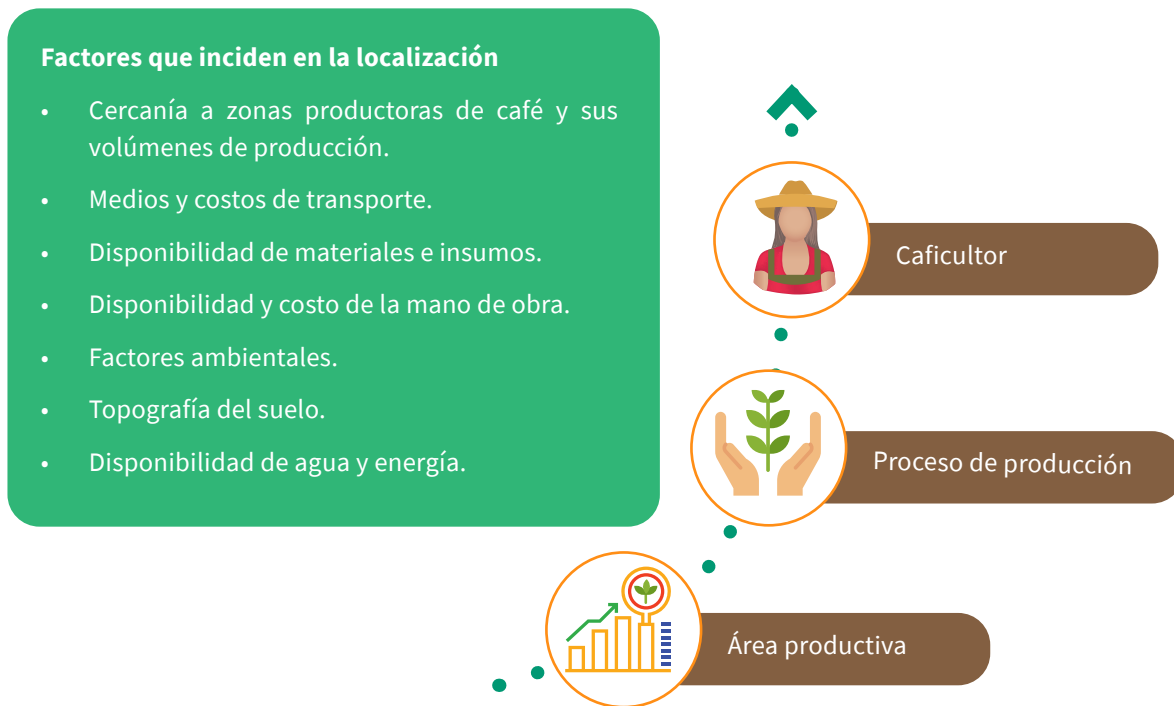 Factores que inciden en la localización
• Cercanía a zonas productoras de café y sus
volúmenes de producción.
• Medios y costos de transporte.
• Disponibilidad de materiales e insumos.
• Disponibilidad y costo de la mano de obra.
• Factores ambientales.
• Topografía del suelo.
• Disponibilidad de agua y energía.
Caficultor
Proceso de producción
Área productiva